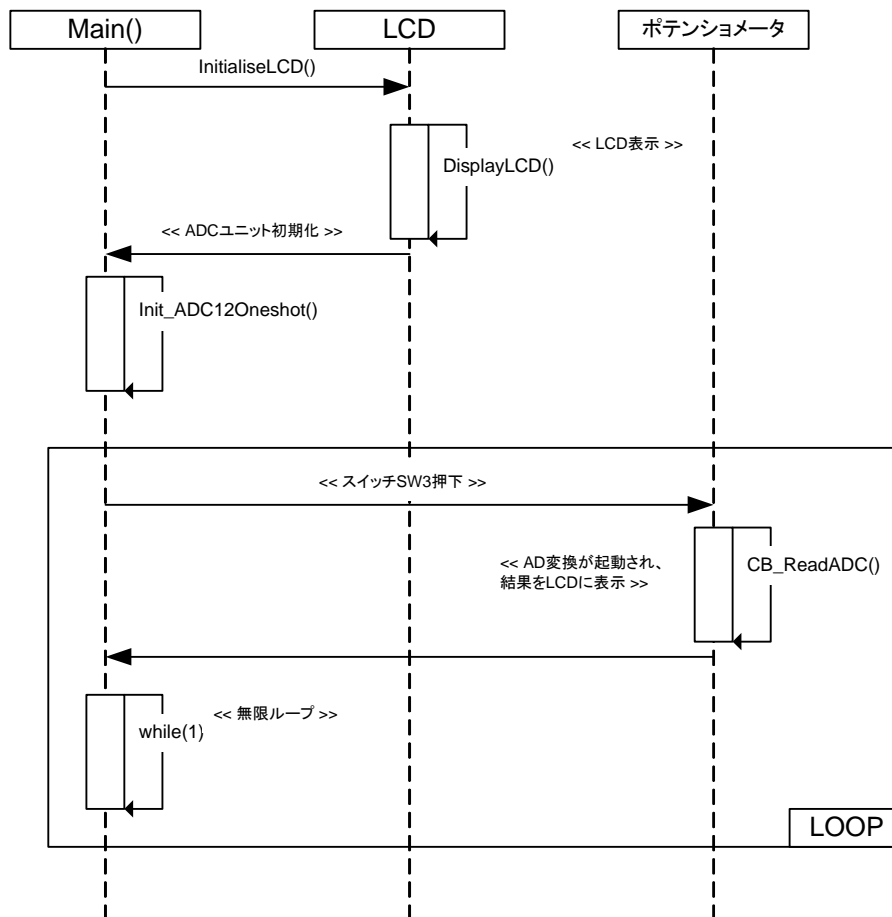 Main()
LCD
ポテンショメータ
InitialiseLCD()
<< LCD表示 >>
DisplayLCD()
<< ADCユニット初期化 >>
Init_ADC12Oneshot()
<< スイッチSW3押下 >>
<< AD変換が起動され、
結果をLCDに表示 >>
CB_ReadADC()
<< 無限ループ >>
while(1)
LOOP